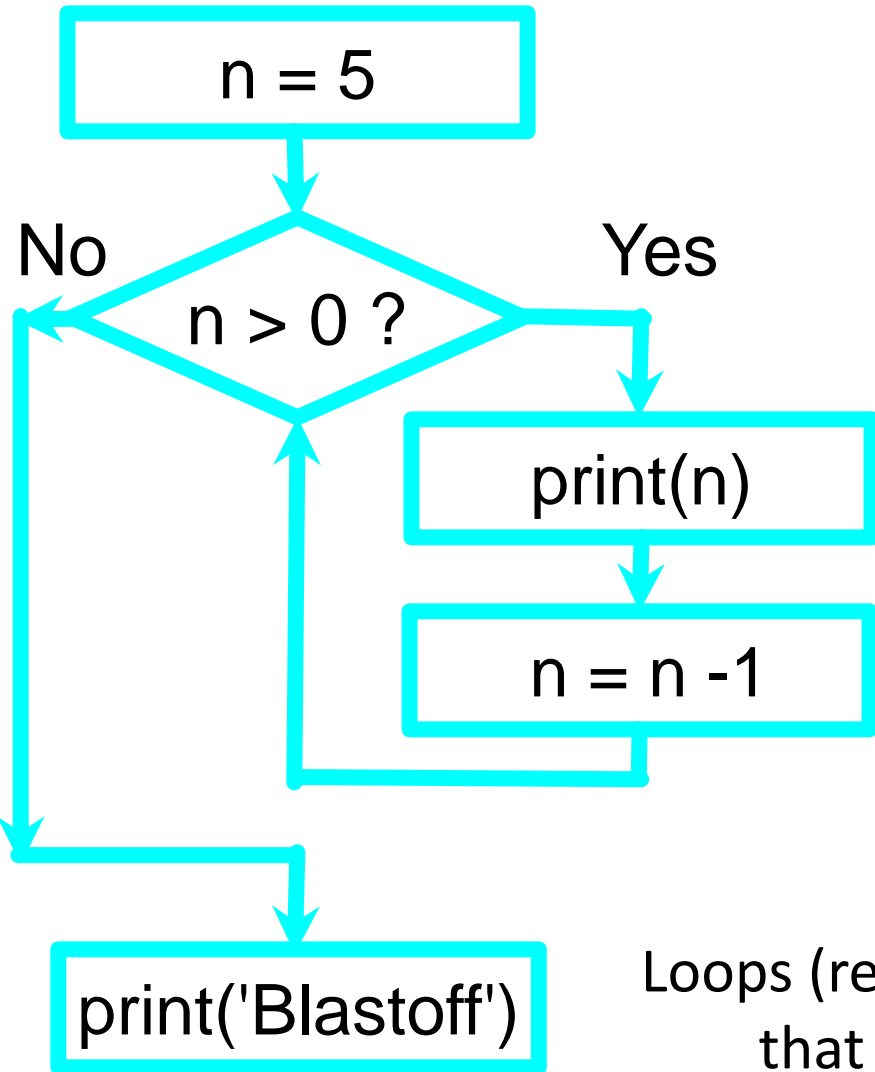 n = 5
No
Yes
n > 0 ?
print(n)
n = n -1
print('Blastoff')
Loops (re
that